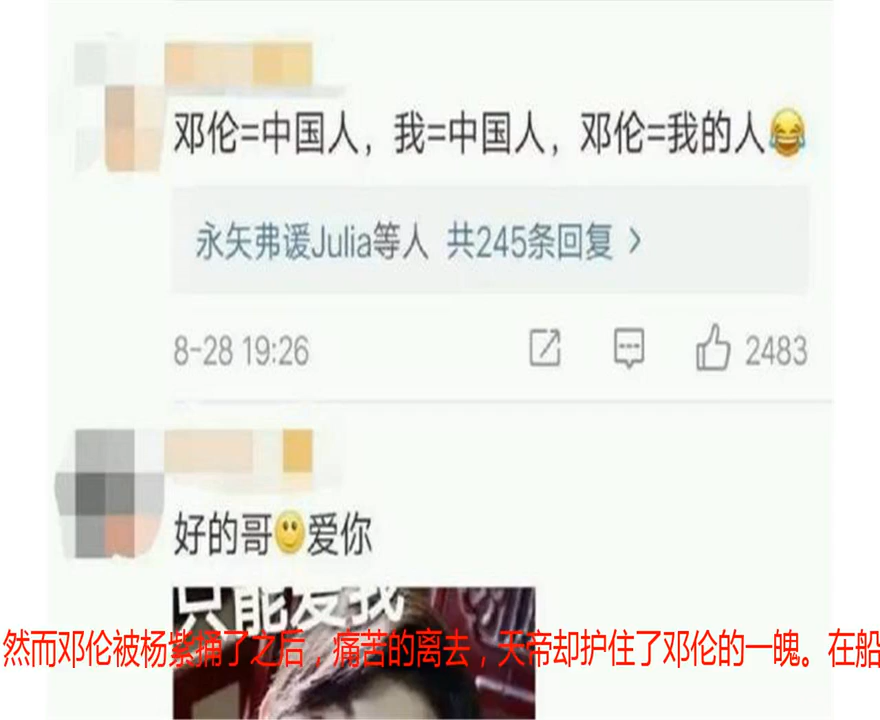 邓伦=中国人，我=中国人，邓伦=我的人😂
永矢弗谖Julia等人 共245条回复 >
8-28 19:26 2483
好的哥🙂爱你
只能爱我
然而邓伦被杨紫捅了之后，痛苦的离去，天帝却护住了邓伦的一魄。在船